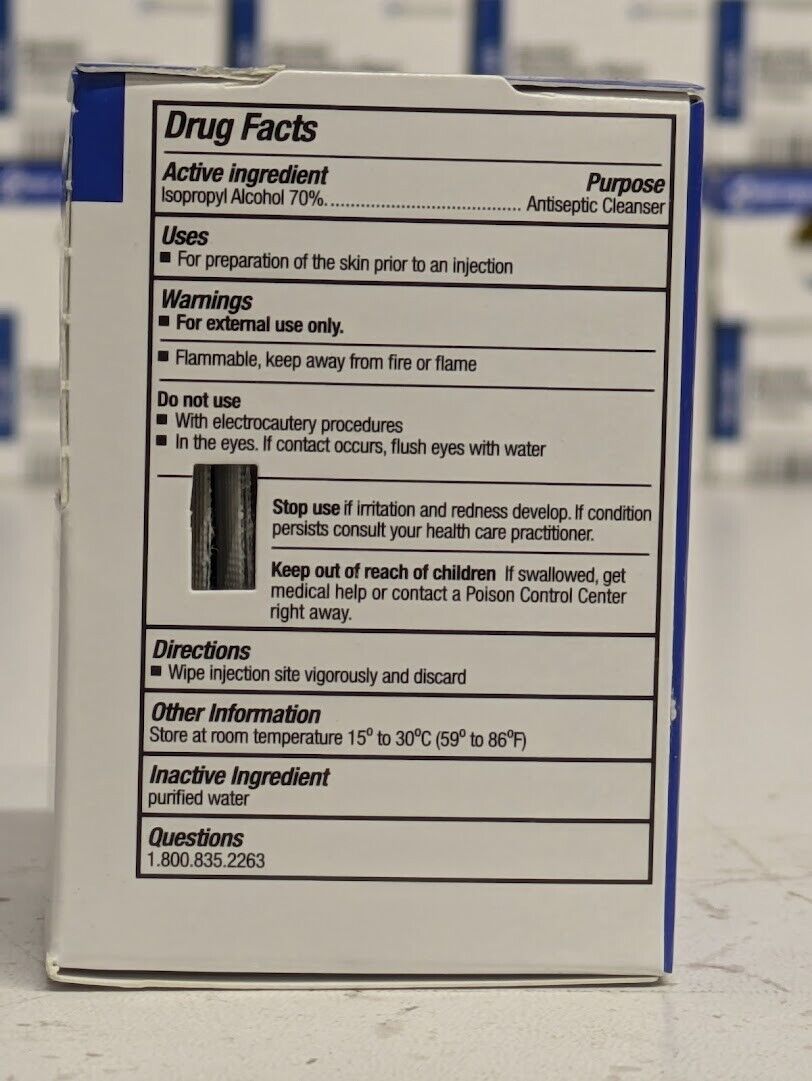 Drug Facts
Active ingredient
Purpose
Isopropyl Alcohol 70%.................................... Antiseptic Cleanser
Uses
■ For preparation of the skin prior to an injection
Warnings
■ For external use only.
■ Flammable, keep away from fire or flame
Do not use
■ With electrocautery procedures
■ In the eyes. If contact occurs, flush eyes with water
Stop use if irritation and redness develop. If condition
persists consult your health care practitioner.
Keep out of reach of children If swallowed, get
medical help or contact a Poison Control Center
right away.
Directions
■ Wipe injection site vigorously and discard
Other Information
Store at room temperature 15º to 30ºC (59º to 86ºF)
Inactive Ingredient
purified water
Questions
1.800.835.2263